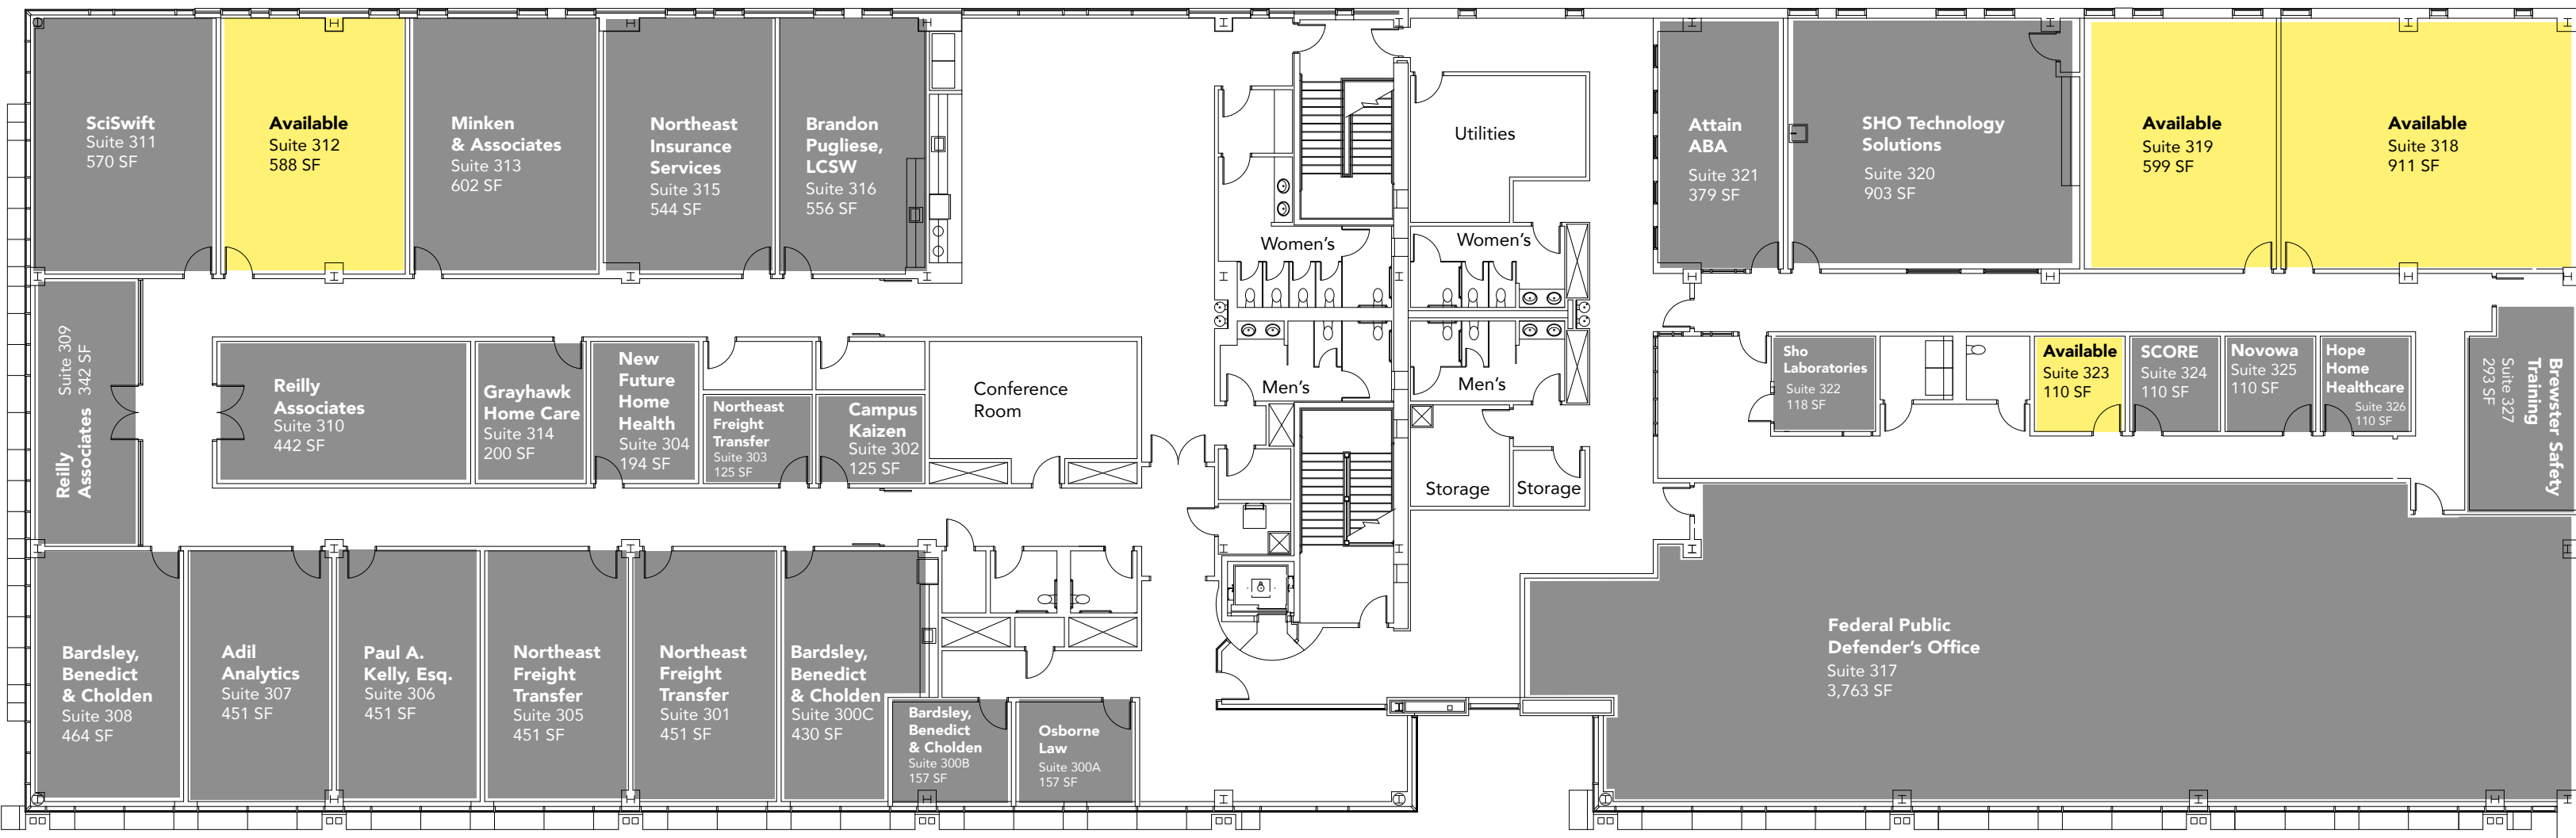 SciSwift
Suite 311
570 SF
Available
Suite 312
588 SF
Minken
& Associates
Suite 313
602 SF
Northeast
Insurance
Services
Suite 315
544 SF
Brandon
Pugliese,
LCSW
Suite 316
556 SF
Utilities
Attain
ABA
Suite 321
379 SF
SHO Technology
Solutions
Suite 320
903 SF
Available
Suite 319
599 SF
Available
Suite 318
911 SF
Women's
Women's
Reilly
Associates
Suite 309
342 SF
Reilly
Associates
Suite 310
442 SF
Grayhawk
Home Care
Suite 314
200 SF
New
Future
Home
Health
Suite 304
194 SF
Northeast
Freight
Transfer
Suite 303
125 SF
Campus
Kaizen
Suite 302
125 SF
Conference
Room
Men's
Men's
Storage
Storage
Sho
Laboratories
Suite 322
118 SF
Available
Suite 323
110 SF
SCORE
Suite 324
110 SF
Novowa
Suite 325
110 SF
Hope
Home
Healthcare
Suite 326
110 SF
Brewster Safety
Training
Suite 327
293 SF
Bardsley,
Benedict
& Cholden
Suite 308
464 SF
Adil
Analytics
Suite 307
451 SF
Paul A.
Kelly, Esq.
Suite 306
451 SF
Northeast
Freight
Transfer
Suite 305
451 SF
Northeast
Freight
Transfer
Suite 301
451 SF
Bardsley,
Benedict
& Cholden
Suite 300C
430 SF
Bardsley,
Benedict
& Cholden
Suite 300B
157 SF
Osborne
Law
Suite 300A
157 SF
Federal Public
Defender's Office
Suite 317
3,763 SF